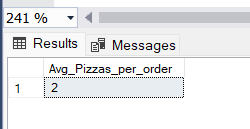 241 %
Results Messages
Avg_Pizzas_per_order
1 2